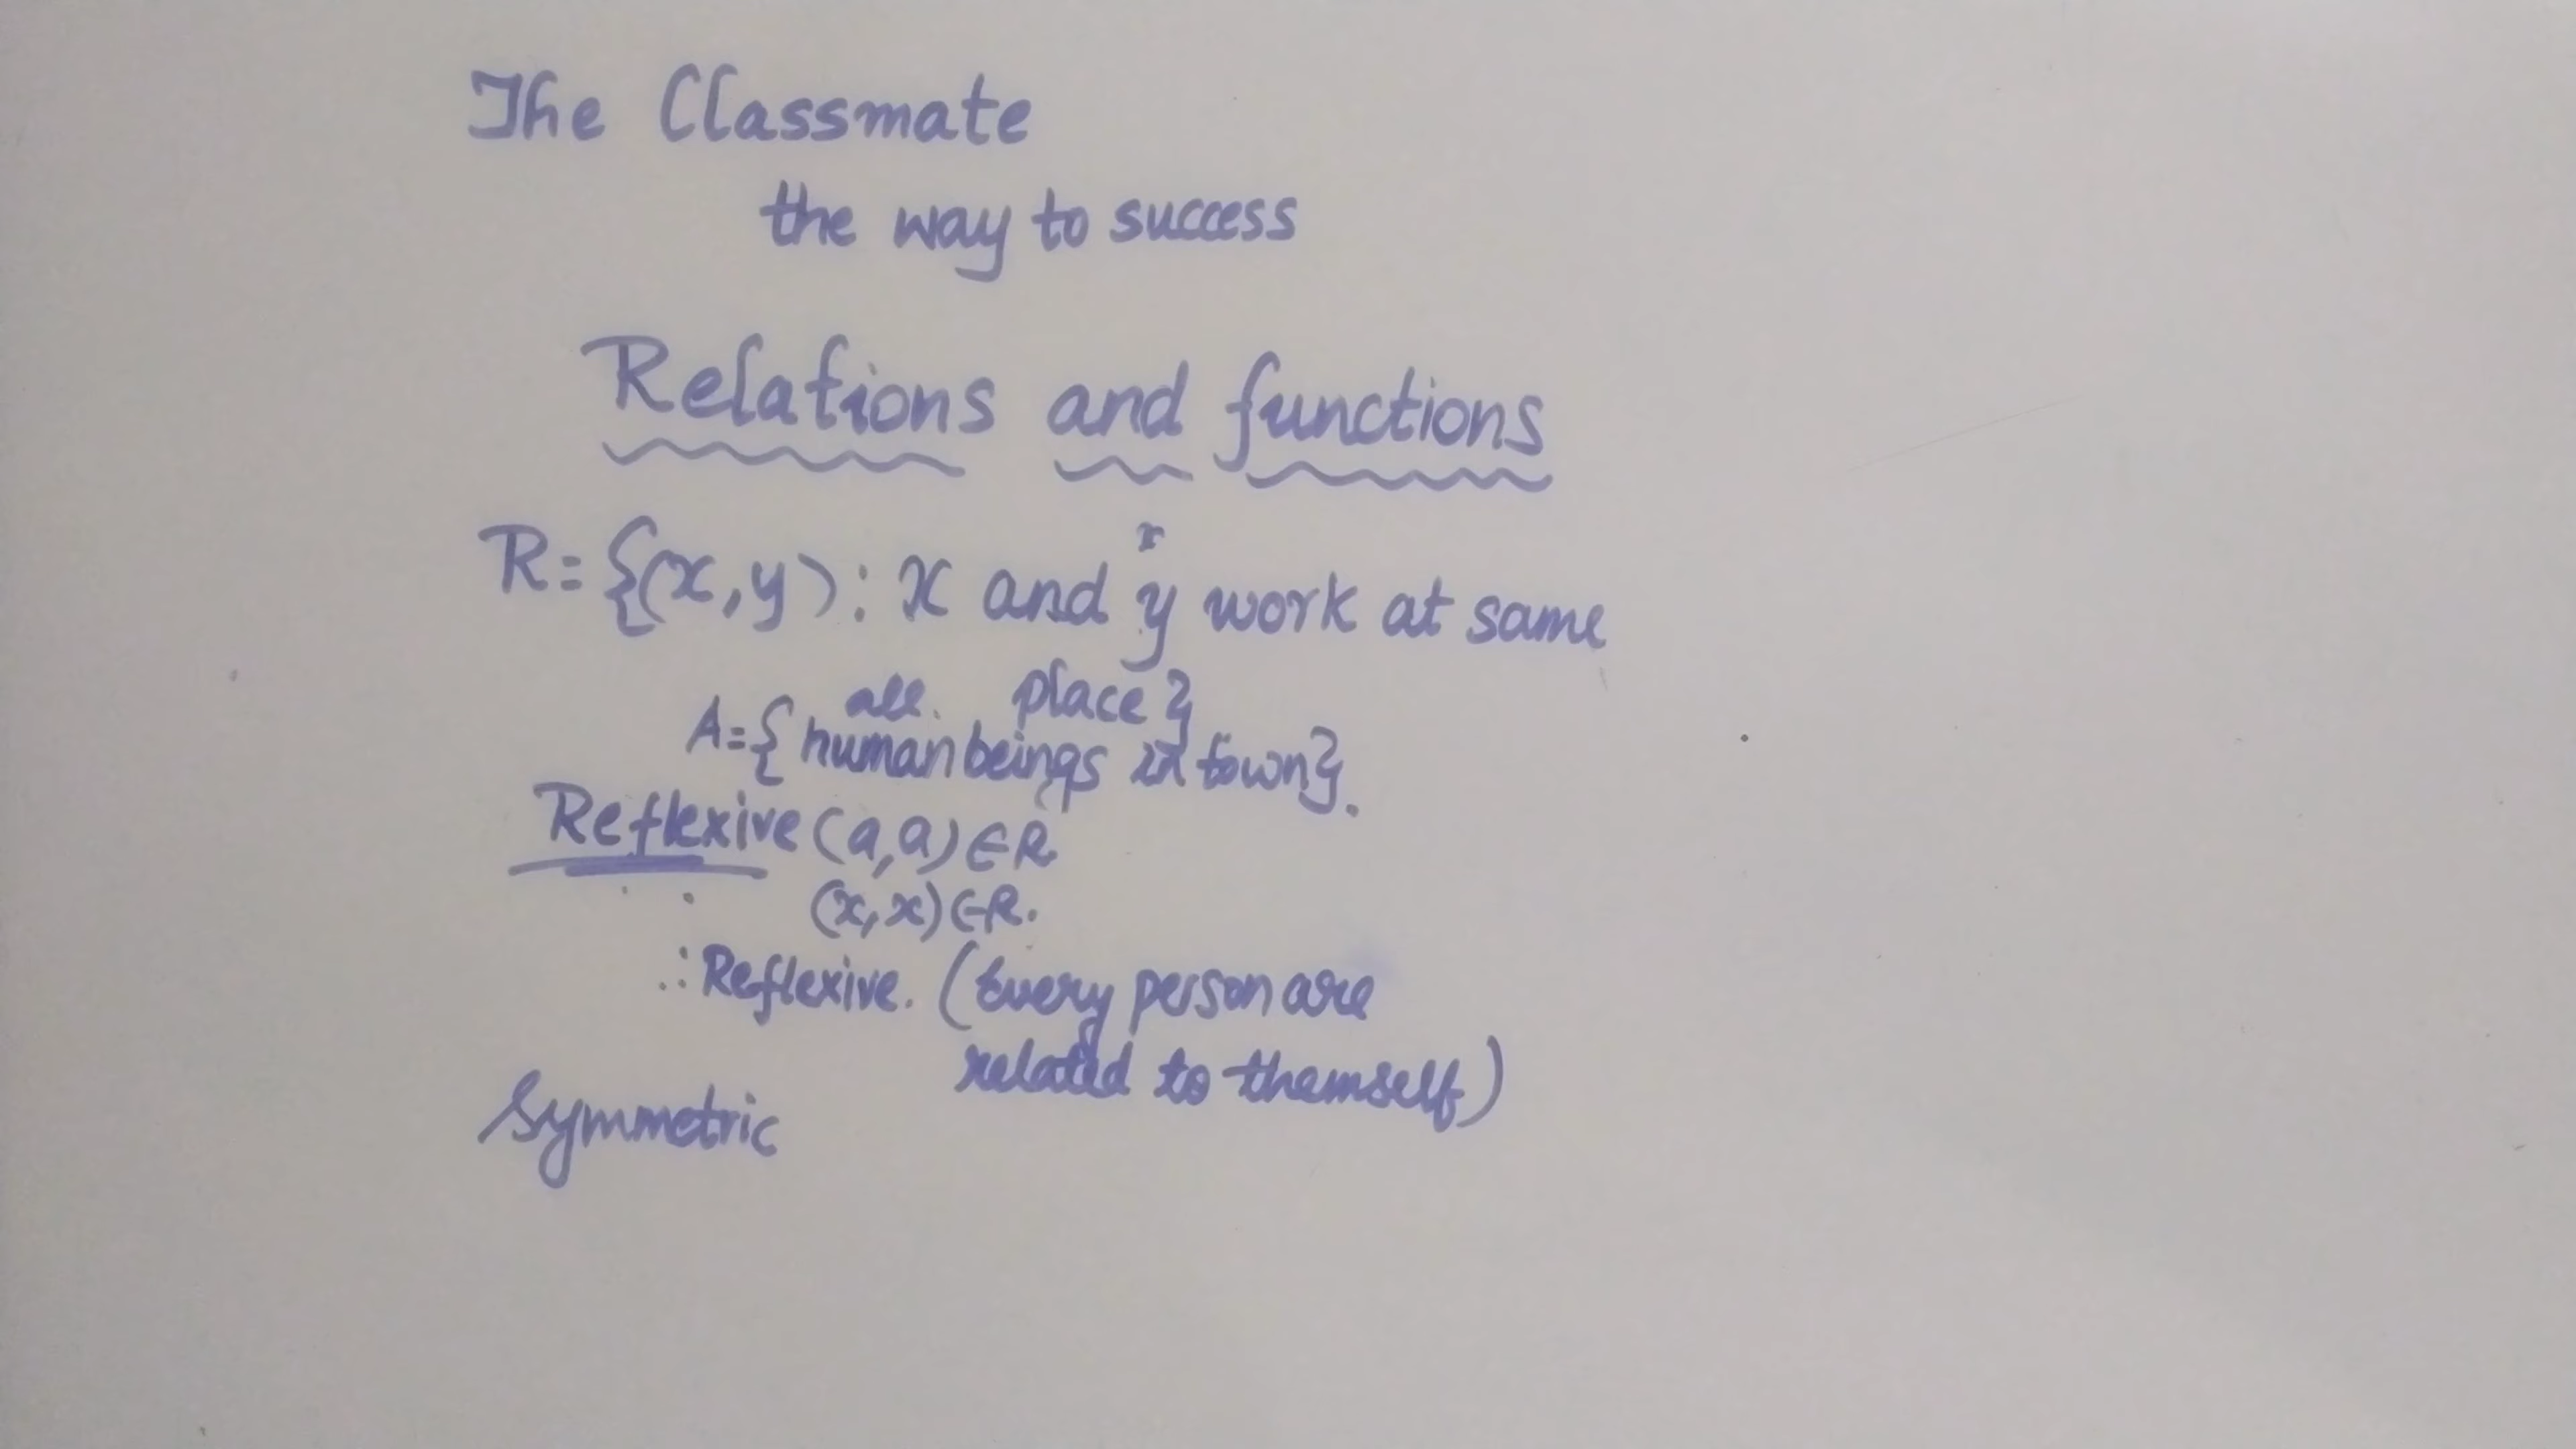 The Classmate
the way to success
Relations and functions
x
R={(x,y): x and y work at same
place}
A={ all human beings in town}.
Reflexive (a,a)∈R
(x,x)∈R.
∴Reflexive. (Every person are
related to themself)
Symmetric